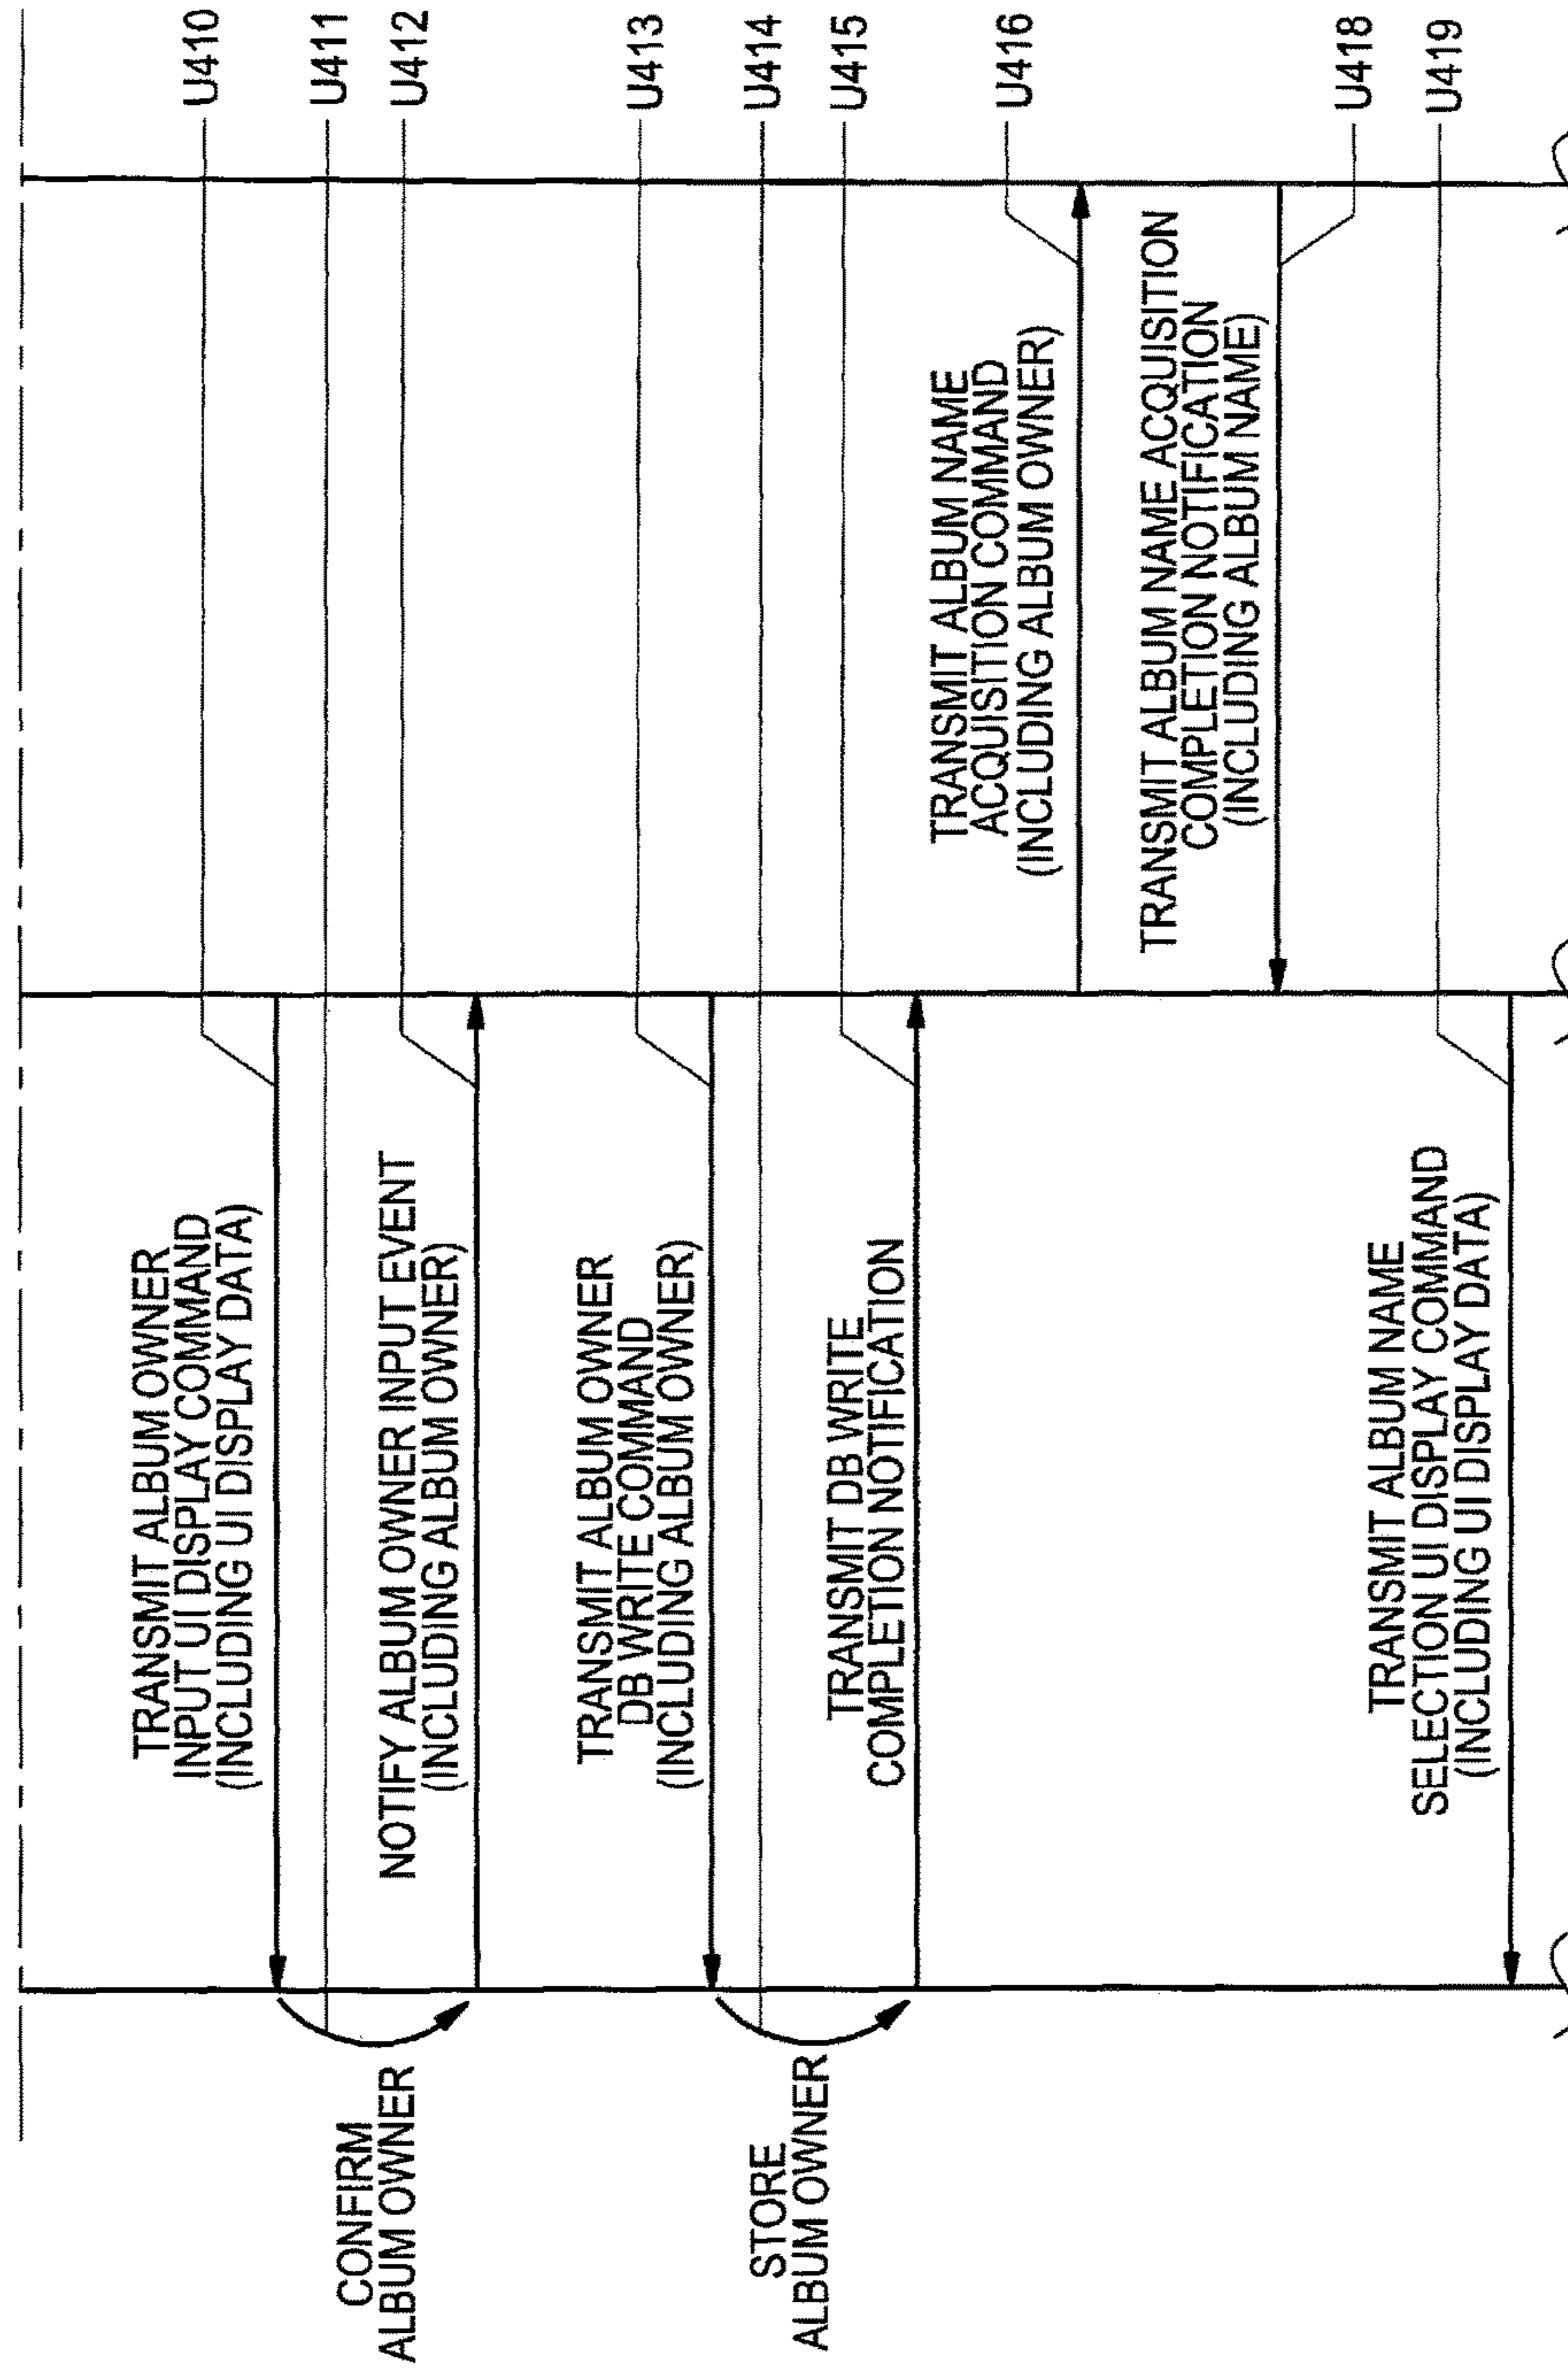 U410
TRANSMIT ALBUM OWNER
INPUT UI DISPLAY COMMAND
(INCLUDING UI DISPLAY DATA)
U411
CONFIRM
ALBUM OWNER
U412
NOTIFY ALBUM OWNER INPUT EVENT
(INCLUDING ALBUM OWNER)
U413
TRANSMIT ALBUM OWNER
DB WRITE COMMAND
(INCLUDING ALBUM OWNER)
U414
STORE
ALBUM OWNER
U415
TRANSMIT DB WRITE
COMPLETION NOTIFICATION
U416
TRANSMIT ALBUM NAME
ACQUISITION COMMAND
(INCLUDING ALBUM OWNER)
TRANSMIT ALBUM NAME ACQUISITION
COMPLETION NOTIFICATION
(INCLUDING ALBUM NAME)
U418
U419
TRANSMIT ALBUM NAME
SELECTION UI DISPLAY COMMAND
(INCLUDING UI DISPLAY DATA)